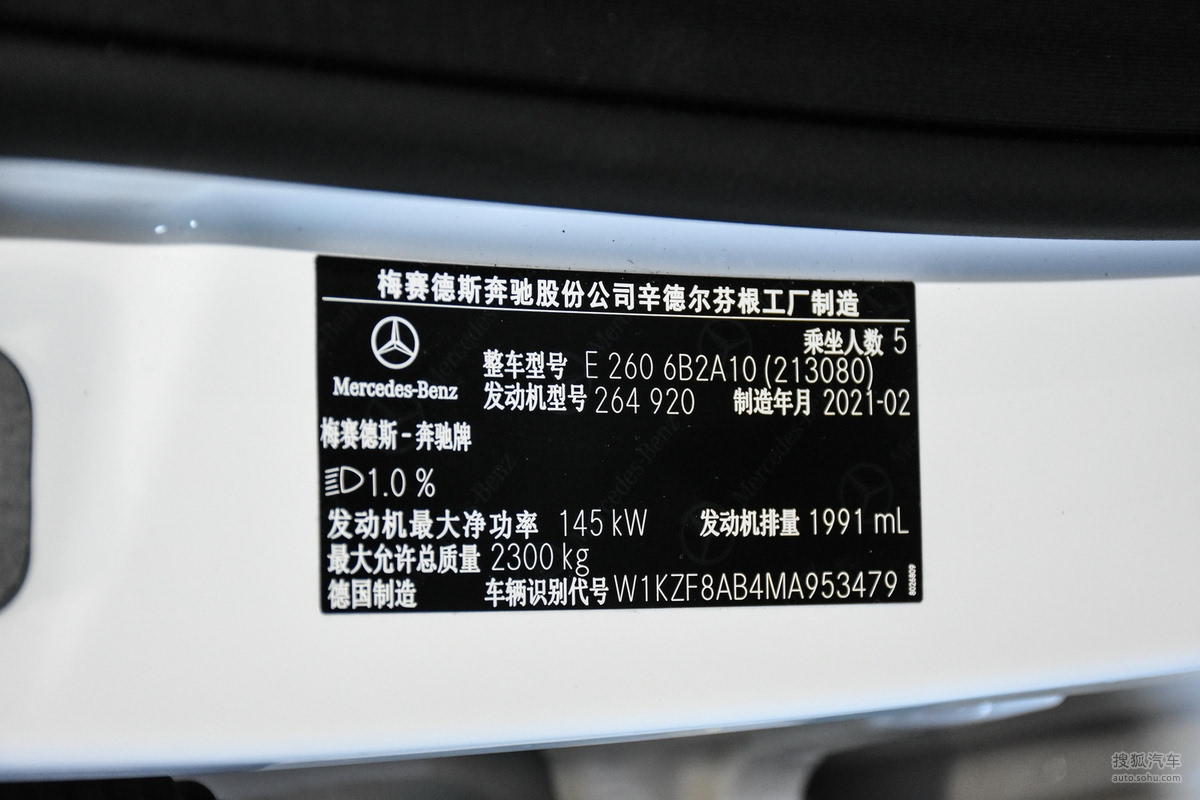 梅赛德斯奔驰股份公司辛德尔芬根工厂制造
乘坐人数 5
Mercedes-Benz
整车型号 E 260 6B2A10 (213080)
发动机型号 264 920 制造年月 2021-02
梅赛德斯-奔驰牌
1.0 %
发动机最大净功率 145 kW 发动机排量 1991 mL
最大允许总质量 2300 kg
德国制造 车辆识别代号 W1KZF8AB4MA953479
8026809
搜狐汽车
auto.sohu.com